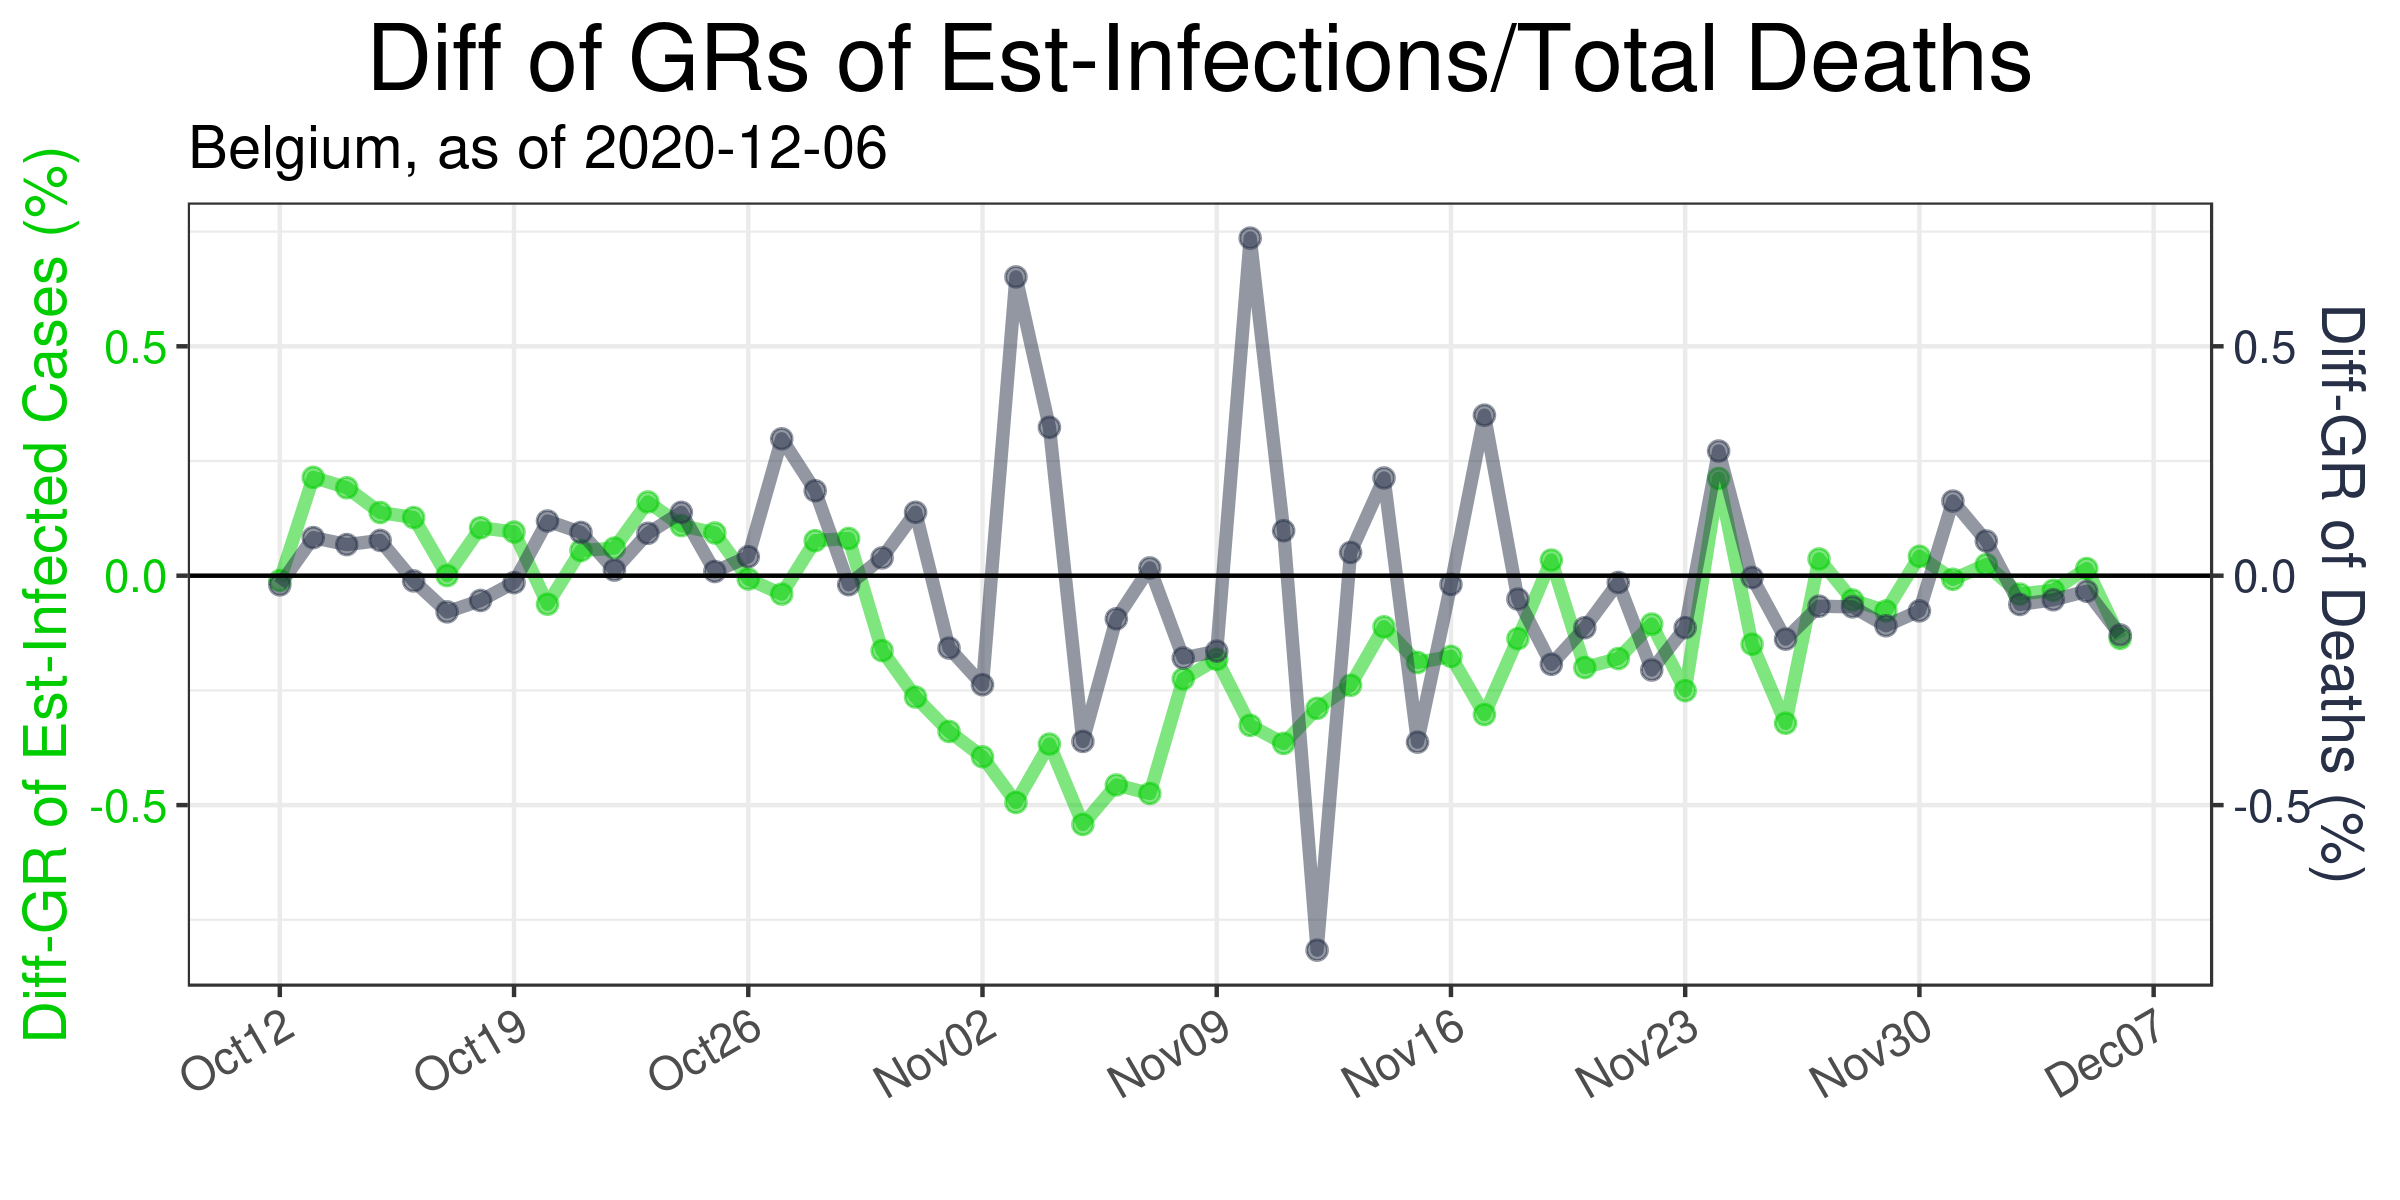 Diff of GRs of Est-Infections/Total Deaths
Belgium, as of 2020-12-06
Diff-GR of Est-Infected Cases (%)
0.5
0.0
-0.5
0.5
0.0
-0.5
Diff-GR of Deaths (%)
Oct12
Oct19
Oct26
Nov02
Nov09
Nov16
Nov23
Nov30
Dec07